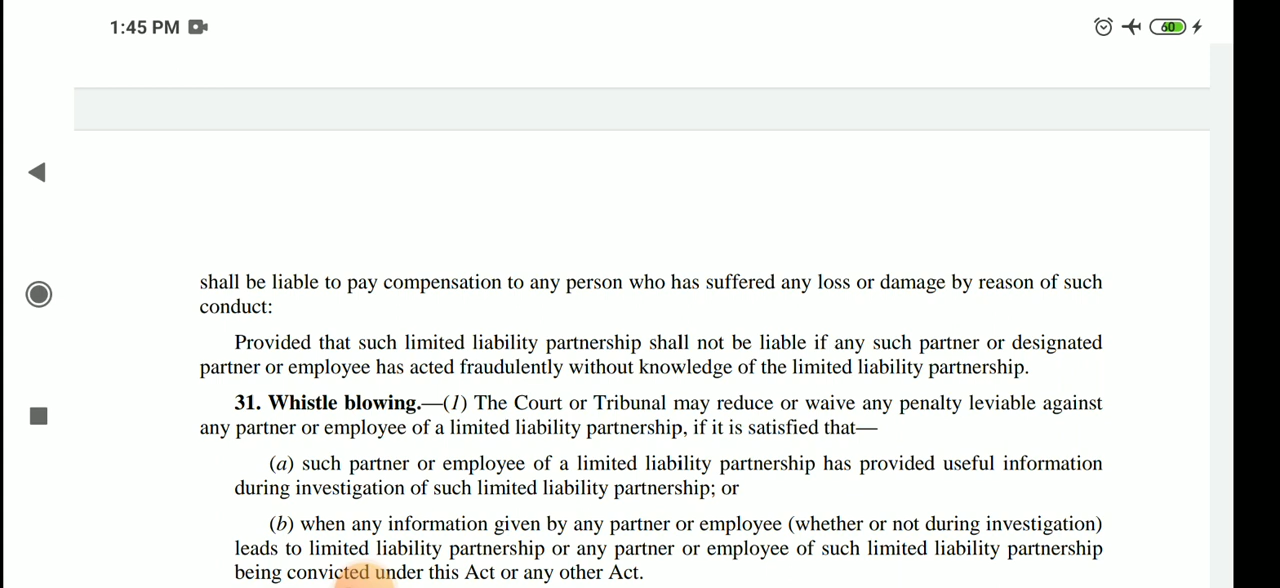 1:45 PM
60
shall be liable to pay compensation to any person who has suffered any loss or damage by reason of such
conduct:
Provided that such limited liability partnership shall not be liable if any such partner or designated
partner or employee has acted fraudulently without knowledge of the limited liability partnership.
31. Whistle blowing.—(1) The Court or Tribunal may reduce or waive any penalty leviable against
any partner or employee of a limited liability partnership, if it is satisfied that—
(a) such partner or employee of a limited liability partnership has provided useful information
during investigation of such limited liability partnership; or
(b) when any information given by any partner or employee (whether or not during investigation)
leads to limited liability partnership or any partner or employee of such limited liability partnership
being convicted under this Act or any other Act.